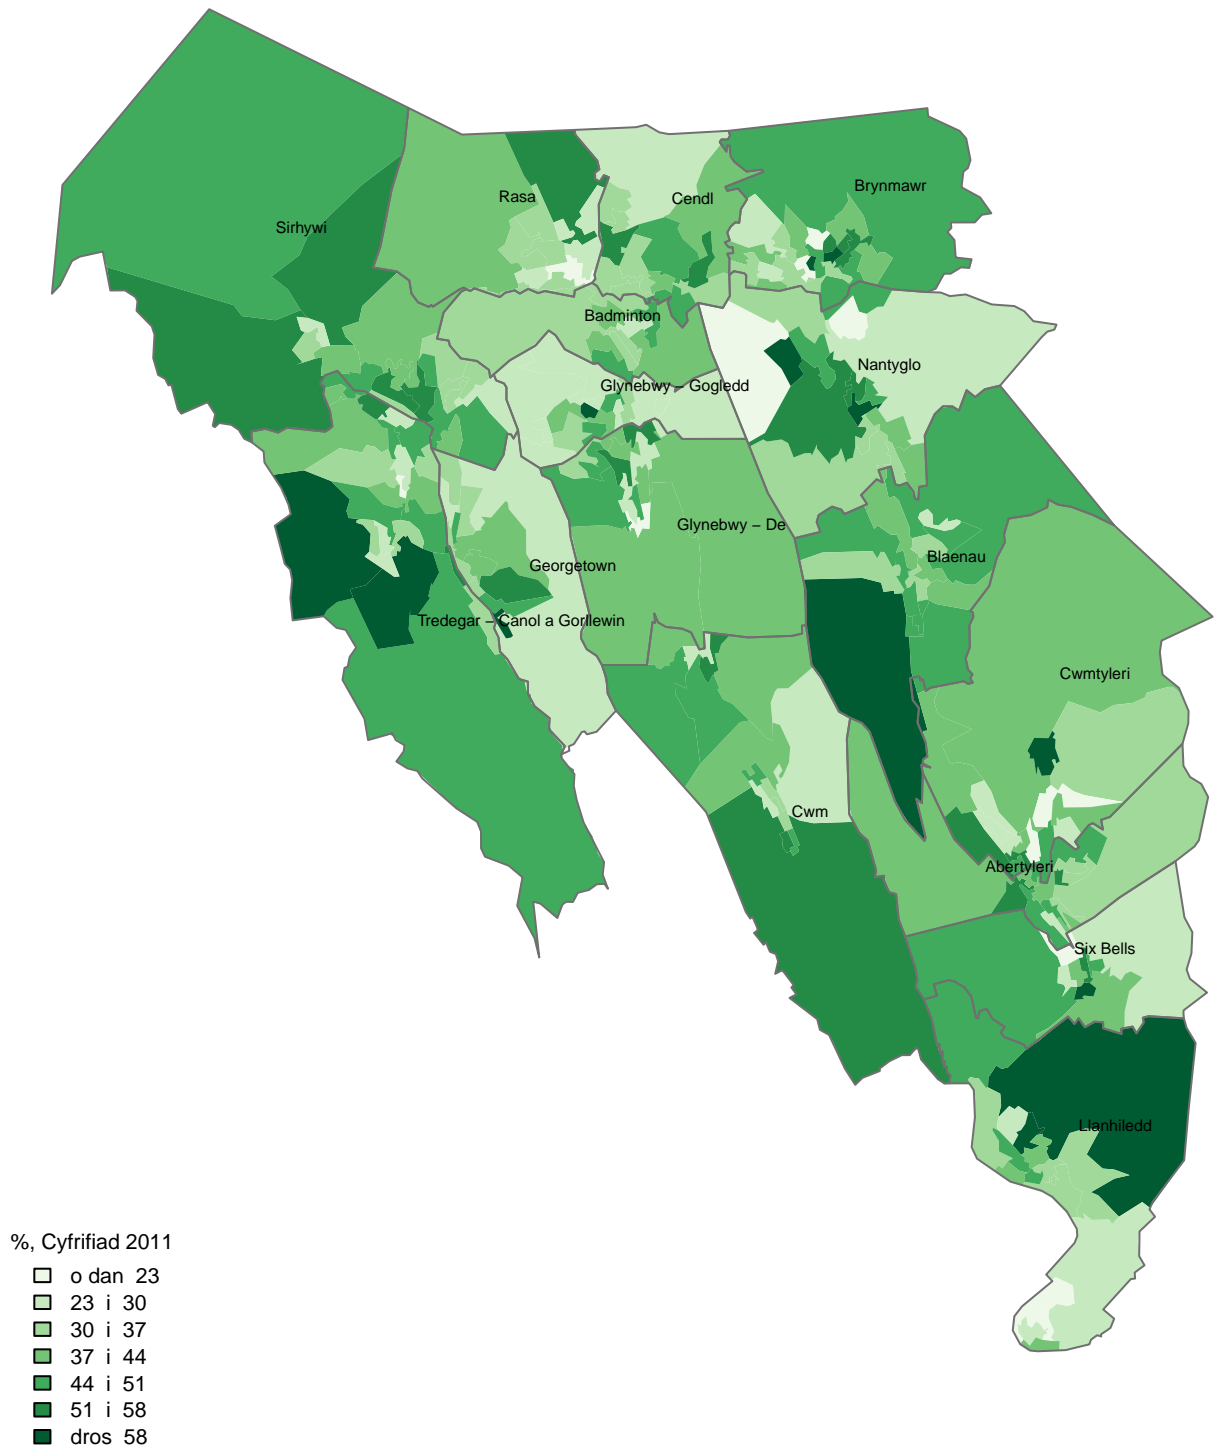 Brynmawr
Rasa
Cendl
Sirhywi
Badminton
Nantyglo
Glynebwy – Gogledd
Glynebwy – De
Blaenau
Georgetown
Tredegar – Canol a Gorllewin
Cwmtyleri
Cwm
Abertyleri
Six Bells
Llanhiledd
%, Cyfrifiad 2011
o dan 23
23 i 30
30 i 37
37 i 44
44 i 51
51 i 58
dros 58